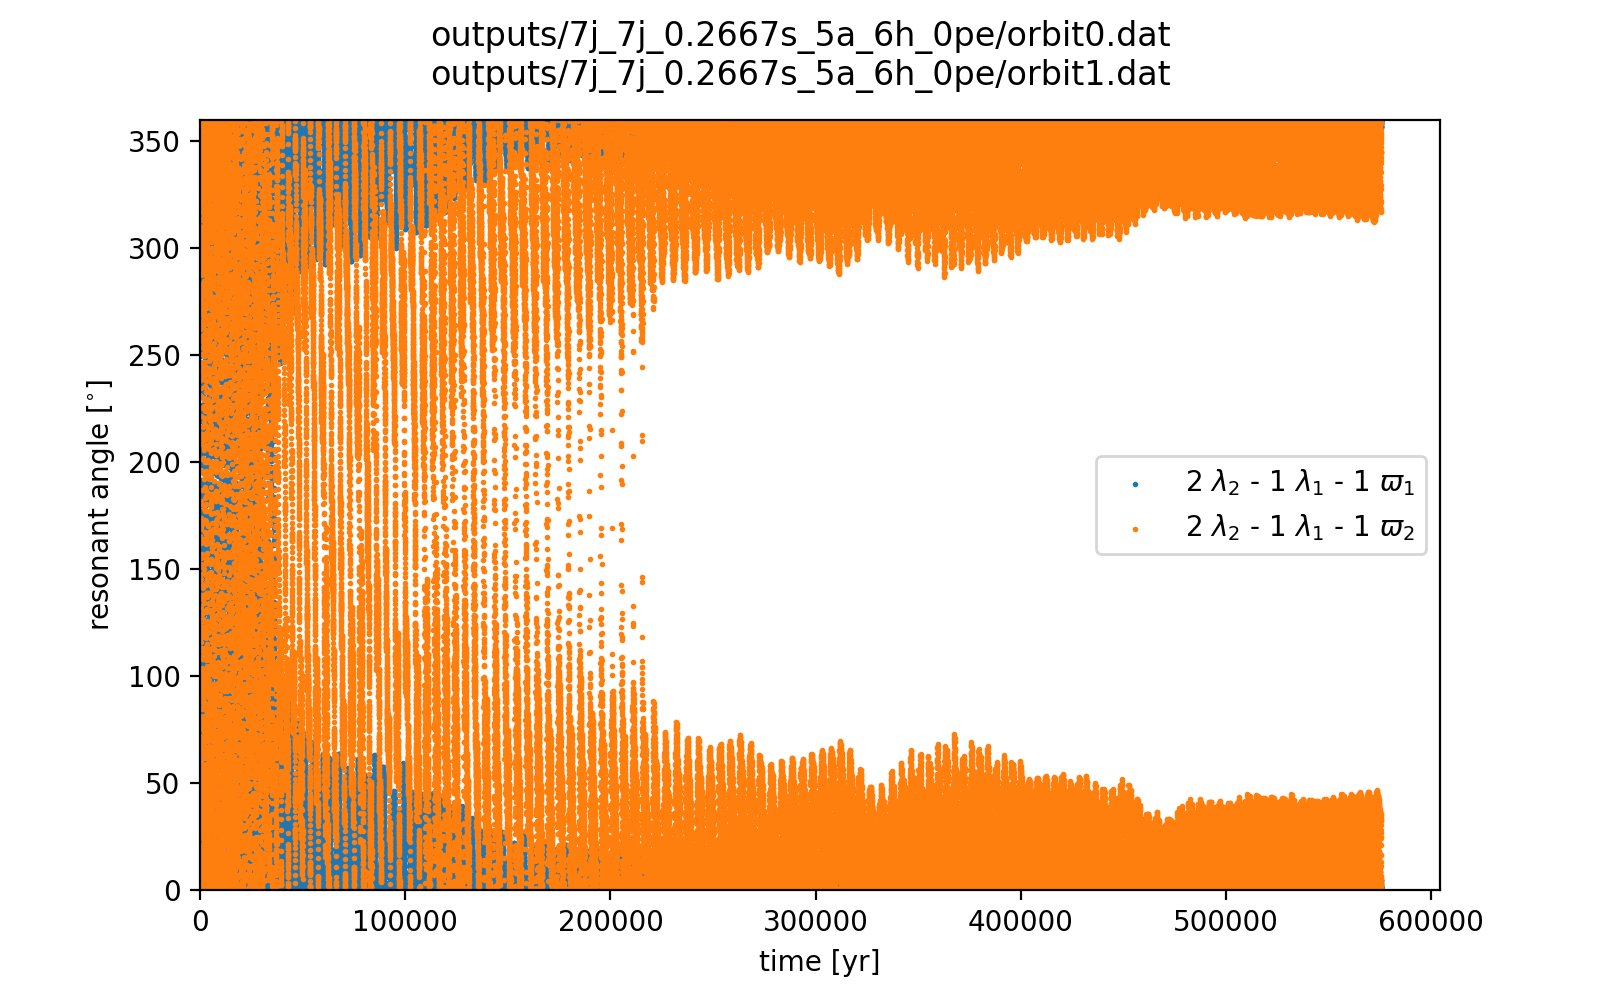 outputs/7j_7j_0.2667s_5a_6h_0pe/orbit0.dat
outputs/7j_7j_0.2667s_5a_6h_0pe/orbit1.dat
resonant angle [°]
350
300
250
200
150
100
50
0
2 λ₂ - 1 λ₁ - 1 ϖ₁
2 λ₂ - 1 λ₁ - 1 ϖ₂
0 100000 200000 300000 400000 500000 600000
time [yr]